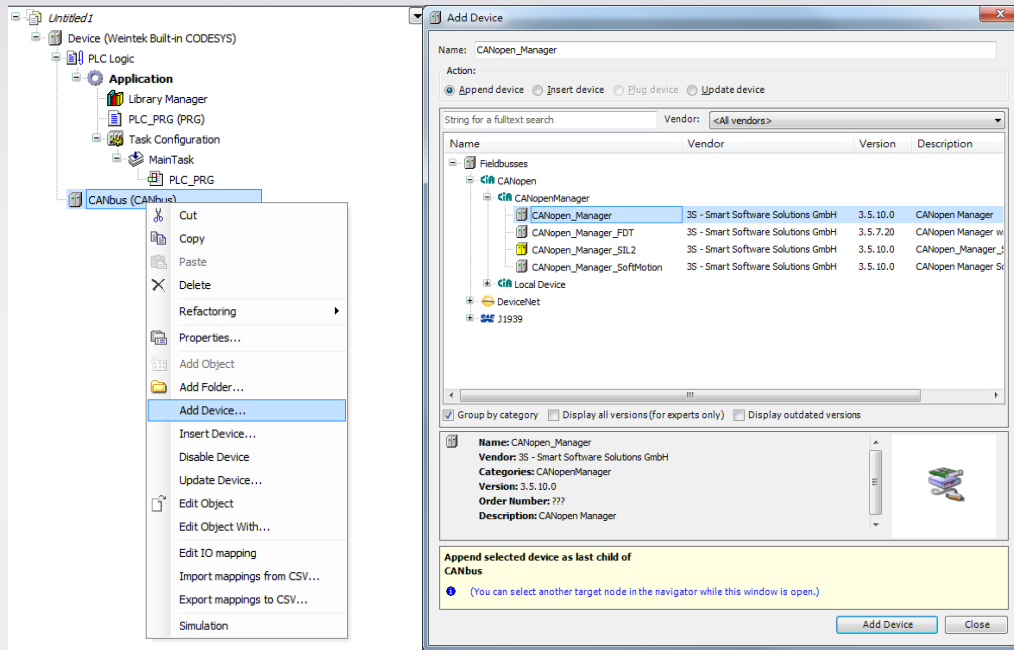 Untitled1
Device (Weintek Built-in CODESYS)
PLC Logic
Application
Library Manager
PLC_PRG (PRG)
Task Configuration
MainTask
PLC_PRG
CANbus (CANbus)
Cut
Copy
Paste
Delete
Refactoring
Properties...
Add Object
Add Folder...
Add Device...
Insert Device...
Disable Device
Update Device...
Edit Object
Edit Object With...
Edit IO mapping
Import mappings from CSV...
Export mappings to CSV...
Simulation
Add Device
Name: CANopen_Manager
Action:
Append device Insert device Plug device Update device
String for a fulltext search Vendor: <All vendors>
Name Vendor Version Description
Fieldbusses
CiA CANopen
CiA CANopenManager
CANopen_Manager 3S - Smart Software Solutions GmbH 3.5.10.0 CANopen Manager
CANopen_Manager_FDT 3S - Smart Software Solutions GmbH 3.5.7.20 CANopen Manager w
CANopen_Manager_SIL2 3S - Smart Software Solutions GmbH 3.5.10.0 CANopen_Manager_S
CANopen_Manager_SoftMotion 3S - Smart Software Solutions GmbH 3.5.10.0 CANopen Manager So
CiA Local Device
DeviceNet
SAE J1939
Group by category Display all versions (for experts only) Display outdated versions
Name: CANopen_Manager
Vendor: 3S - Smart Software Solutions GmbH
Categories: CANopenManager
Version: 3.5.10.0
Order Number: ???
Description: CANopen Manager
Append selected device as last child of
CANbus
(You can select another target node in the navigator while this window is open.)
Add Device Close